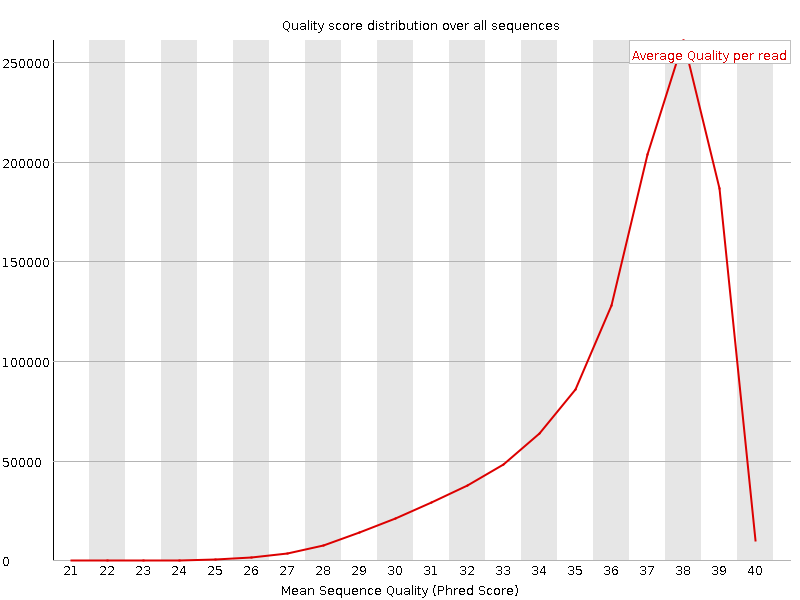 Quality score distribution over all sequences
Average Quality per read
250000
200000
150000
100000
50000
0
21 22 23 24 25 26 27 28 29 30 31 32 33 34 35 36 37 38 39 40
Mean Sequence Quality (Phred Score)